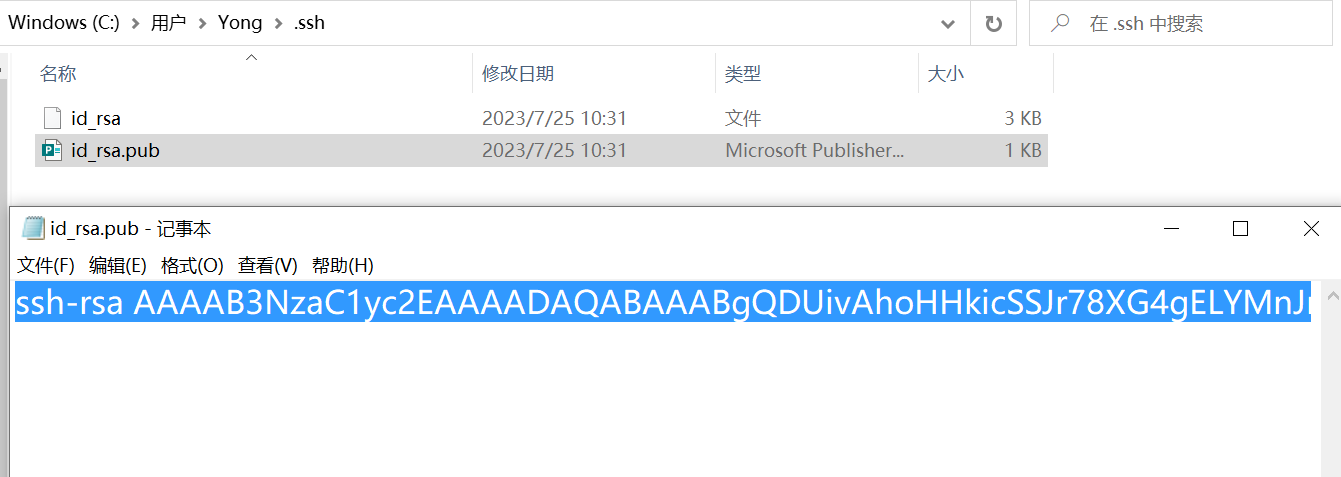 Windows (C:) > 用户 > Yong > .ssh
在 .ssh 中搜索
名称 修改日期 类型 大小
id_rsa 2023/7/25 10:31 文件 3 KB
id_rsa.pub 2023/7/25 10:31 Microsoft Publisher... 1 KB
id_rsa.pub - 记事本
文件(F) 编辑(E) 格式(O) 查看(V) 帮助(H)
ssh-rsa AAAAB3NzaC1yc2EAAAADAQABAAABgQDUivAhoHHkicSSJr78XG4gELYMnJ